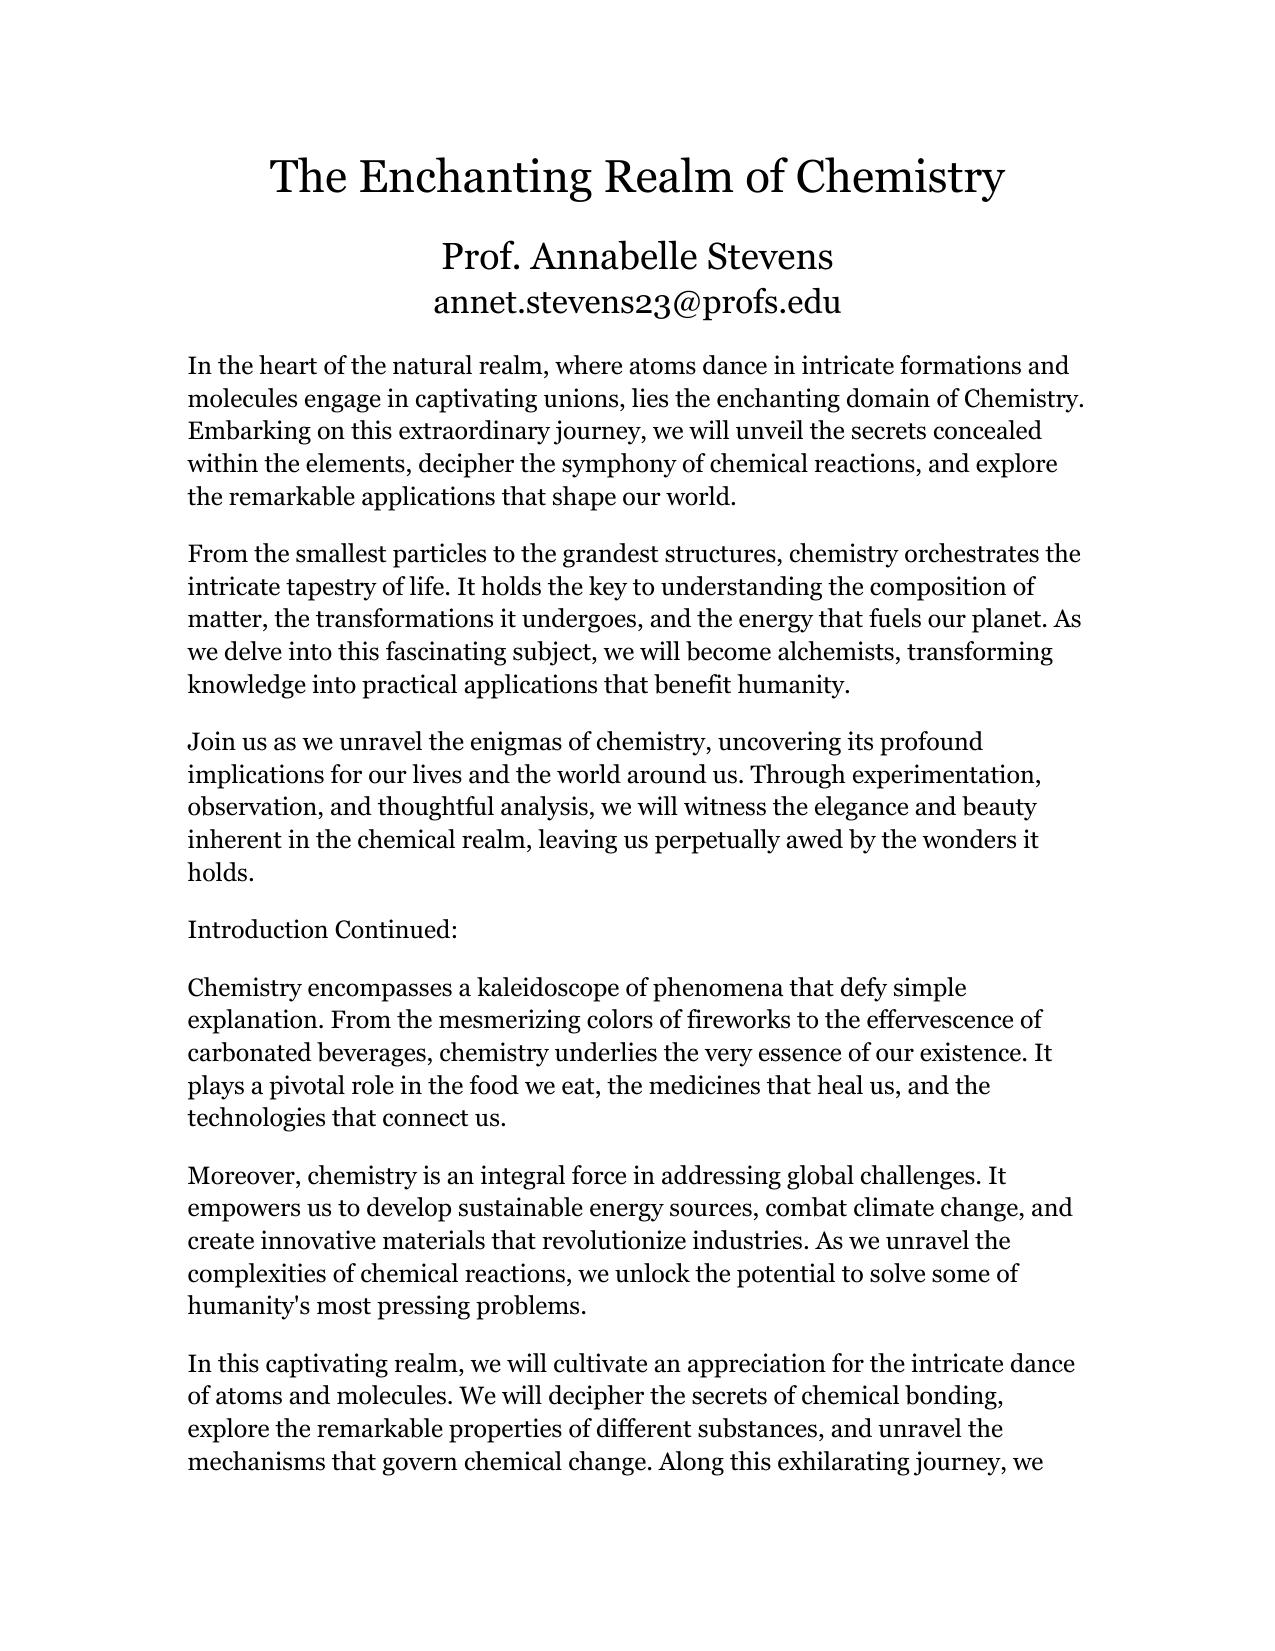 The Enchanting Realm of Chemistry
Prof. Annabelle Stevens
annet.stevens23@profs.edu
In the heart of the natural realm, where atoms dance in intricate formations and
molecules engage in captivating unions, lies the enchanting domain of Chemistry.
Embarking on this extraordinary journey, we will unveil the secrets concealed
within the elements, decipher the symphony of chemical reactions, and explore
the remarkable applications that shape our world.
From the smallest particles to the grandest structures, chemistry orchestrates the
intricate tapestry of life. It holds the key to understanding the composition of
matter, the transformations it undergoes, and the energy that fuels our planet. As
we delve into this fascinating subject, we will become alchemists, transforming
knowledge into practical applications that benefit humanity.
Join us as we unravel the enigmas of chemistry, uncovering its profound
implications for our lives and the world around us. Through experimentation,
observation, and thoughtful analysis, we will witness the elegance and beauty
inherent in the chemical realm, leaving us perpetually awed by the wonders it
holds.
Introduction Continued:
Chemistry encompasses a kaleidoscope of phenomena that defy simple
explanation. From the mesmerizing colors of fireworks to the effervescence of
carbonated beverages, chemistry underlies the very essence of our existence. It
plays a pivotal role in the food we eat, the medicines that heal us, and the
technologies that connect us.
Moreover, chemistry is an integral force in addressing global challenges. It
empowers us to develop sustainable energy sources, combat climate change, and
create innovative materials that revolutionize industries. As we unravel the
complexities of chemical reactions, we unlock the potential to solve some of
humanity's most pressing problems.
In this captivating realm, we will cultivate an appreciation for the intricate dance
of atoms and molecules. We will decipher the secrets of chemical bonding,
explore the remarkable properties of different substances, and unravel the
mechanisms that govern chemical change. Along this exhilarating journey, we